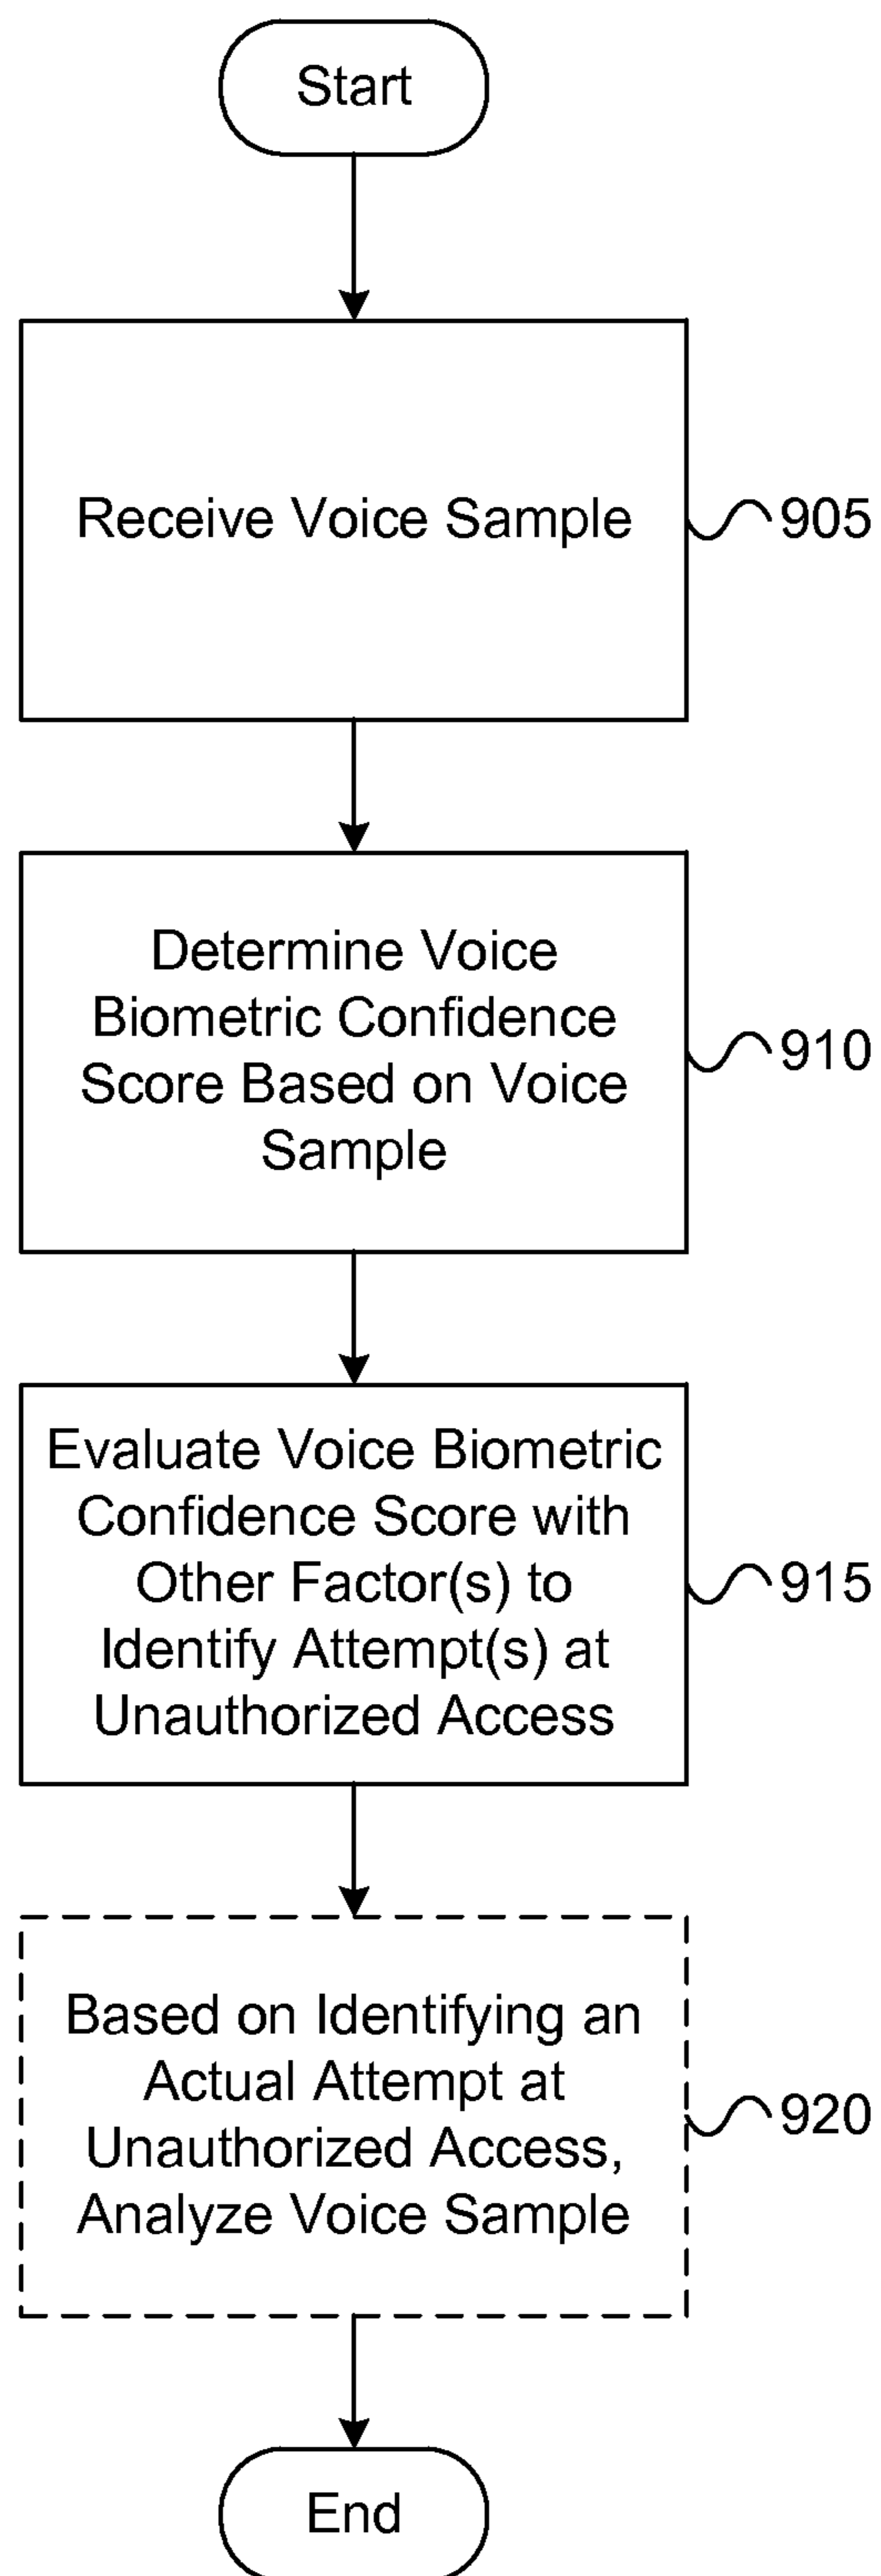 Start
Receive Voice Sample
905
Determine Voice
Biometric Confidence
Score Based on Voice
Sample
910
Evaluate Voice Biometric
Confidence Score with
Other Factor(s) to
Identify Attempt(s) at
Unauthorized Access
915
Based on Identifying an
Actual Attempt at
Unauthorized Access,
Analyze Voice Sample
920
End